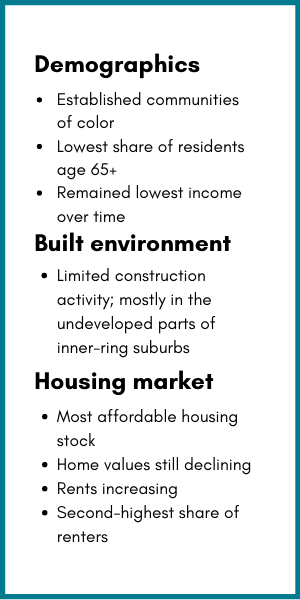 Demographics
• Established communities
of color
• Lowest share of residents
age 65+
• Remained lowest income
over time
Built environment
• Limited construction
activity; mostly in the
undeveloped parts of
inner-ring suburbs
Housing market
• Most affordable housing
stock
• Home values still declining
• Rents increasing
• Second-highest share of
renters